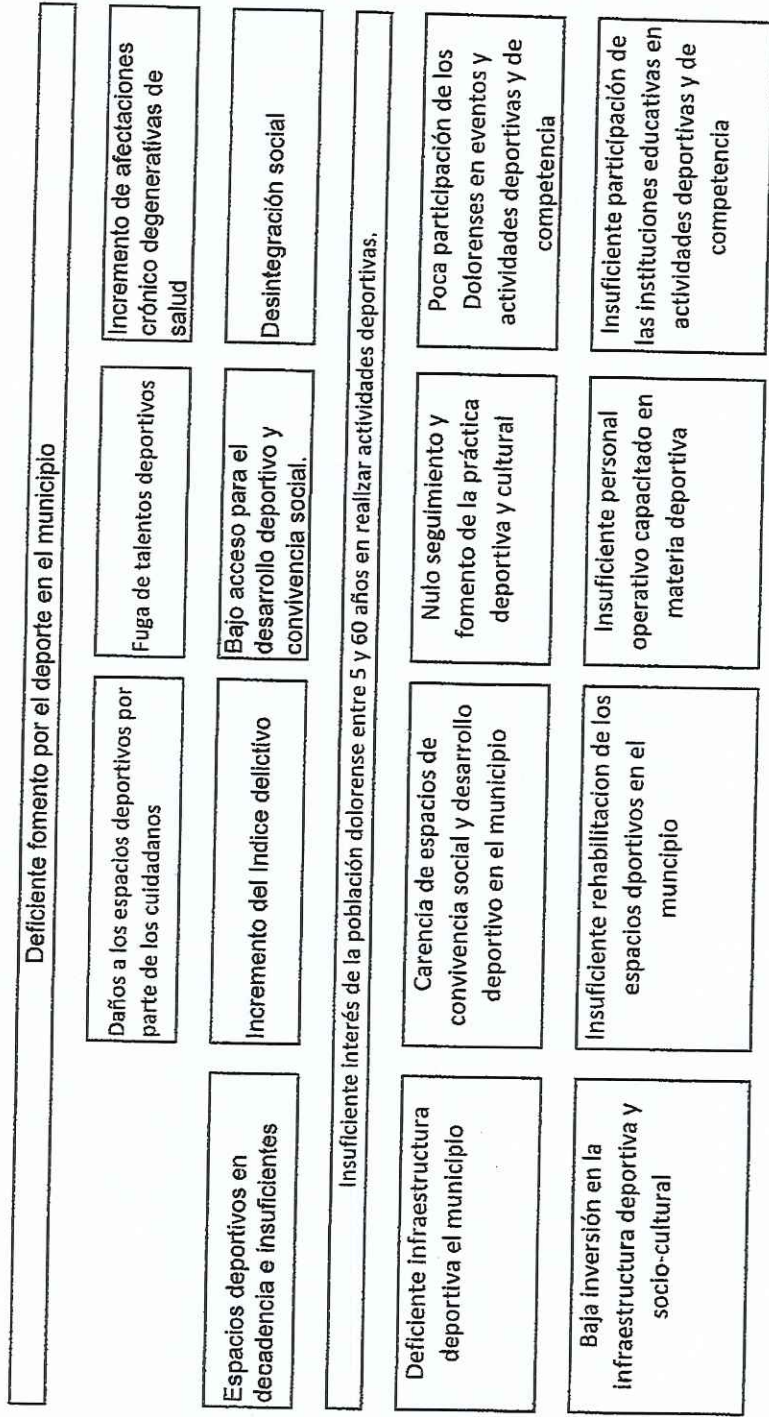 Deficiente fomento por el deporte en el municipio
Daños a los espacios deportivos por
parte de los cuidadanos
Fuga de talentos deportivos
Incremento de afectaciones
crónico degenerativas de
salud
Espacios deportivos en
decadencia e insuficientes
Incremento del Indice delictivo
Bajo acceso para el
desarrollo deportivo y
convivencia social.
Desintegración social
Insuficiente interés de la población dolorense entre 5 y 60 años en realizar actividades deportivas.
Deficiente infraestructura
deportiva el municipio
Carencia de espacios de
convivencia social y desarrollo
deportivo en el municipio
Nulo seguimiento y
fomento de la práctica
deportiva y cultural
Poca participación de los
Dolorenses en eventos y
actividades deportivas y de
competencia
Baja inversión en la
infraestructura deportiva y
socio-cultural
Insuficiente rehabilitacion de los
espacios dportivos en el
muncipio
Insuficiente personal
operativo capacitado en
materia deportiva
Insuficiente participación de
las instituciones educativas en
actividades deportivas y de
competencia